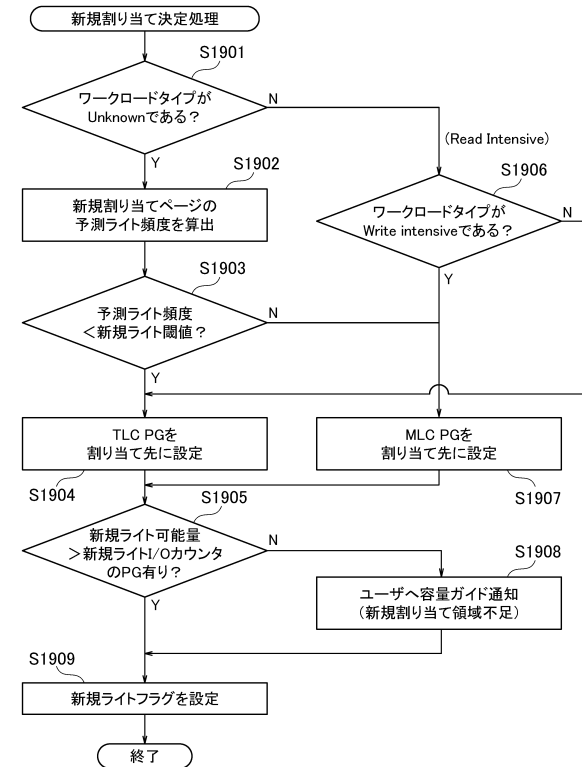 新規割り当て決定処理
S1901
ワークロードタイプが
Unknownである？
N
Y
(Read Intensive)
S1902
新規割り当てページの
予測ライト頻度を算出
S1906
ワークロードタイプが
Write intensiveである？
N
Y
S1903
予測ライト頻度
＜新規ライト閾値？
N
Y
TLC PGを
割り当て先に設定
S1904
MLC PGを
割り当て先に設定
S1907
S1905
新規ライト可能量
＞新規ライトI/Oカウンタ
のPG有り？
N
Y
S1908
ユーザへ容量ガイド通知
（新規割り当て領域不足）
S1909
新規ライトフラグを設定
終了